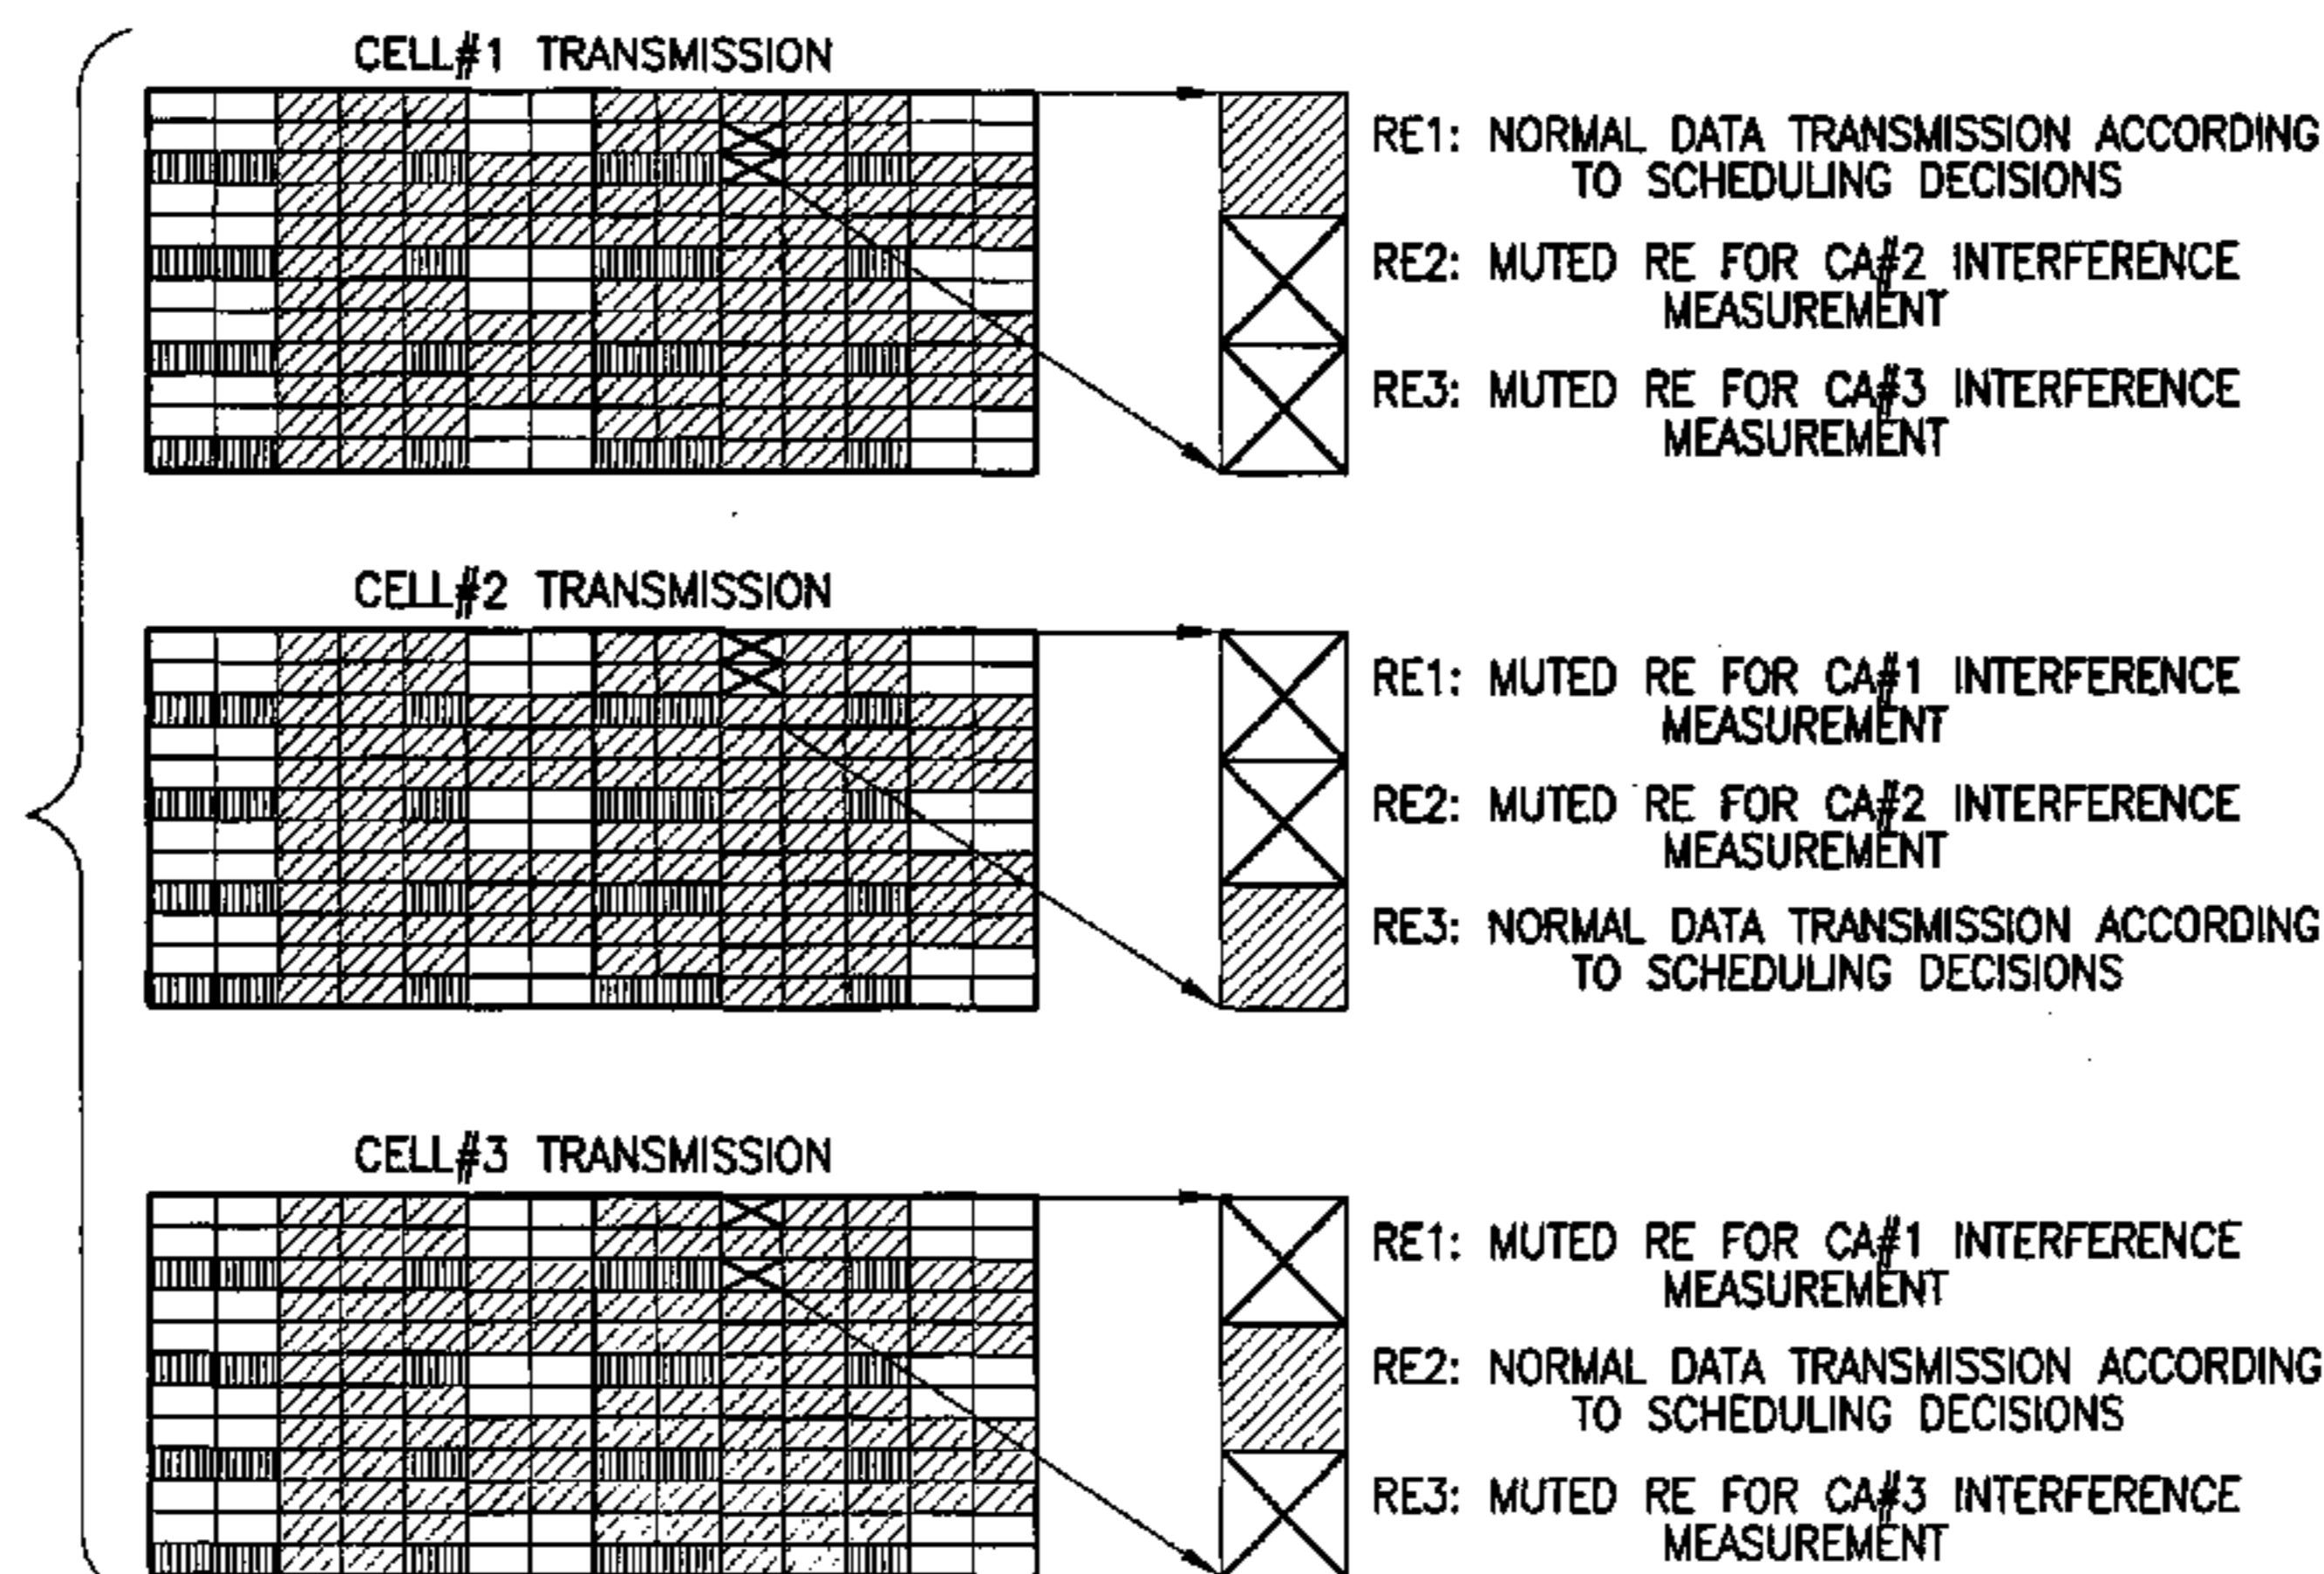 CELL#1 TRANSMISSION
RE1: NORMAL DATA TRANSMISSION ACCORDING
TO SCHEDULING DECISIONS
RE2: MUTED RE FOR CA#2 INTERFERENCE
MEASUREMENT
RE3: MUTED RE FOR CA#3 INTERFERENCE
MEASUREMENT
CELL#2 TRANSMISSION
RE1: MUTED RE FOR CA#1 INTERFERENCE
MEASUREMENT
RE2: MUTED RE FOR CA#2 INTERFERENCE
MEASUREMENT
RE3: NORMAL DATA TRANSMISSION ACCORDING
TO SCHEDULING DECISIONS
CELL#3 TRANSMISSION
RE1: MUTED RE FOR CA#1 INTERFERENCE
MEASUREMENT
RE2: NORMAL DATA TRANSMISSION ACCORDING
TO SCHEDULING DECISIONS
RE3: MUTED RE FOR CA#3 INTERFERENCE
MEASUREMENT